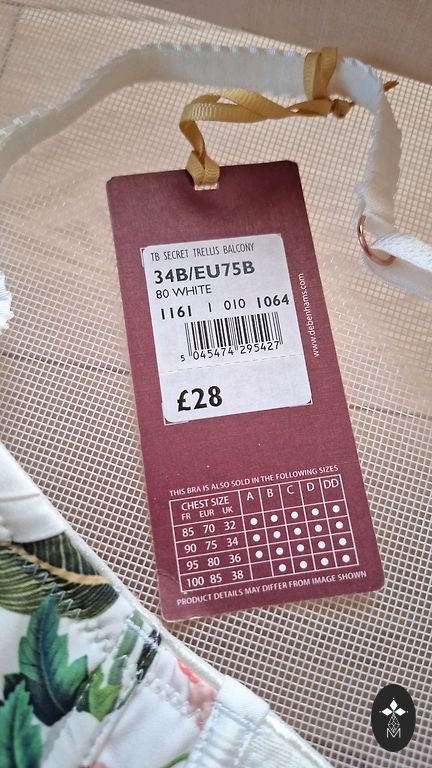 TB SECRET TRELLIS BALCONY
34B/EU75B
80 WHITE
1161 1 010 1064
5 045474 295427
£28
www.debenhams.com
THIS BRA IS ALSO SOLD IN THE FOLLOWING SIZES
CHEST SIZE A B C D DD
FR EUR UK
85 70 32
90 75 34
95 80 36
100 85 38
PRODUCT DETAILS MAY DIFFER FROM IMAGE SHOWN
M